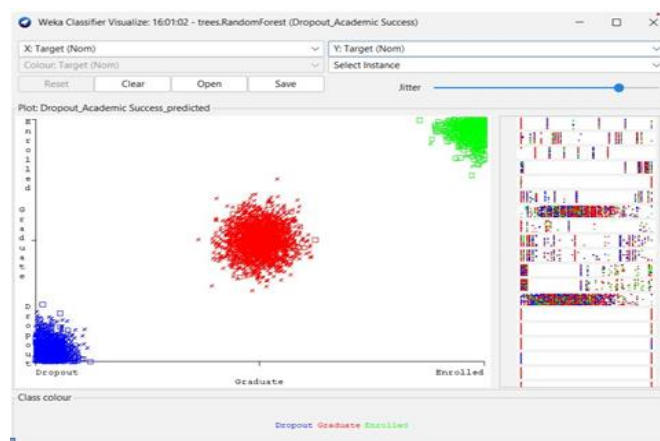 Weka Classifier Visualize: 16:01:02 - trees.RandomForest (Dropout_Academic Success)
X: Target (Nom) Y: Target (Nom)
Colour: Target (Nom) Select Instance
Reset Clear Open Save Jitter
Plot: Dropout_Academic Success_predicted
Enrolled
Graduate
Dropout
Dropout Graduate Enrolled
Class colour
Dropout Graduate Enrolled